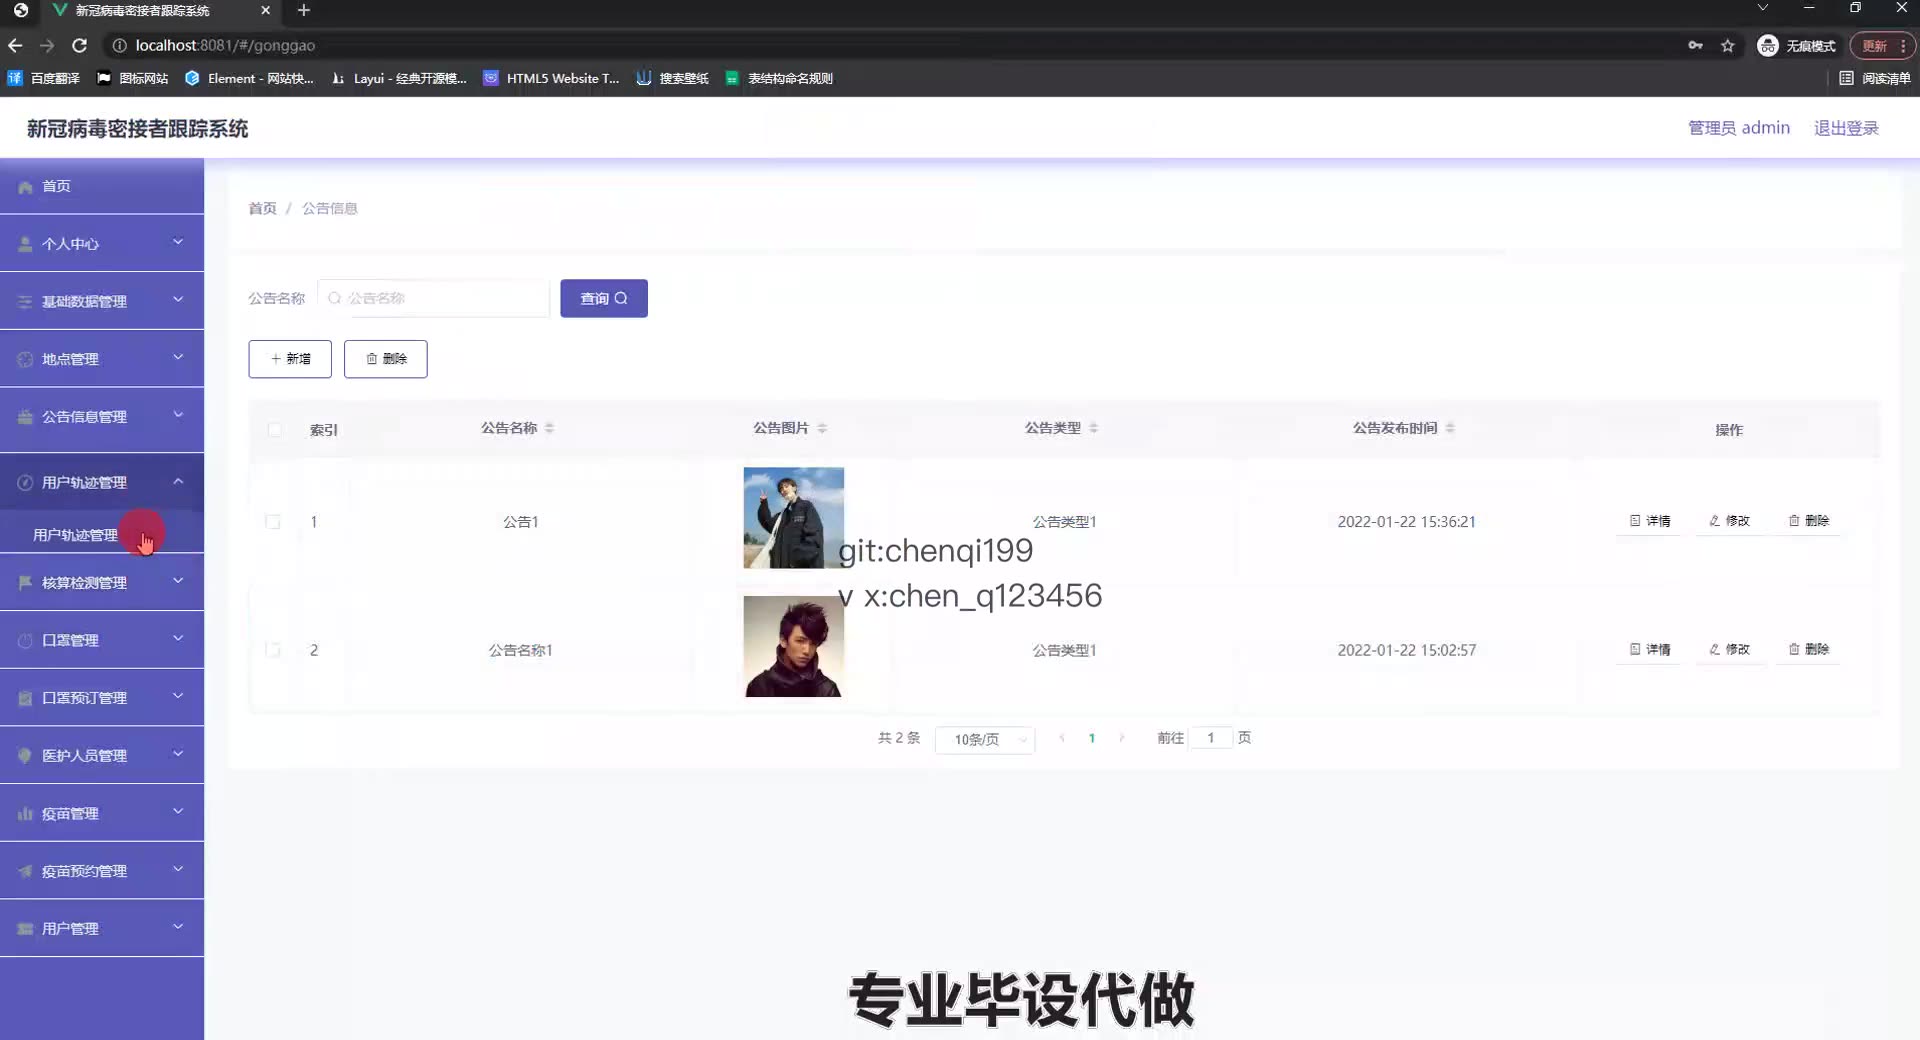 新冠病毒密接者跟踪系统
localhost:8081/#/gonggao
无痕模式
更新
百度翻译
图标网站
Element - 网站快...
Layui - 经典开源模...
HTML5 Website T...
搜索壁纸
表结构命名规则
阅读清单
新冠病毒密接者跟踪系统
管理员 admin
退出登录
首页
个人中心
基础数据管理
地点管理
公告信息管理
用户轨迹管理
用户轨迹管理
核算检测管理
口罩管理
口罩预订管理
医护人员管理
疫苗管理
疫苗预约管理
用户管理
首页 / 公告信息
公告名称
公告名称
查询
新增
删除
索引 公告名称 公告图片 公告类型 公告发布时间 操作
1 公告1 公告类型1 2022-01-22 15:36:21 详情 修改 删除
git:chenqi199
v x:chen_q123456
2 公告名称1 公告类型1 2022-01-22 15:02:57 详情 修改 删除
共 2 条 10条/页 1 前往 1 页
专业毕设代做